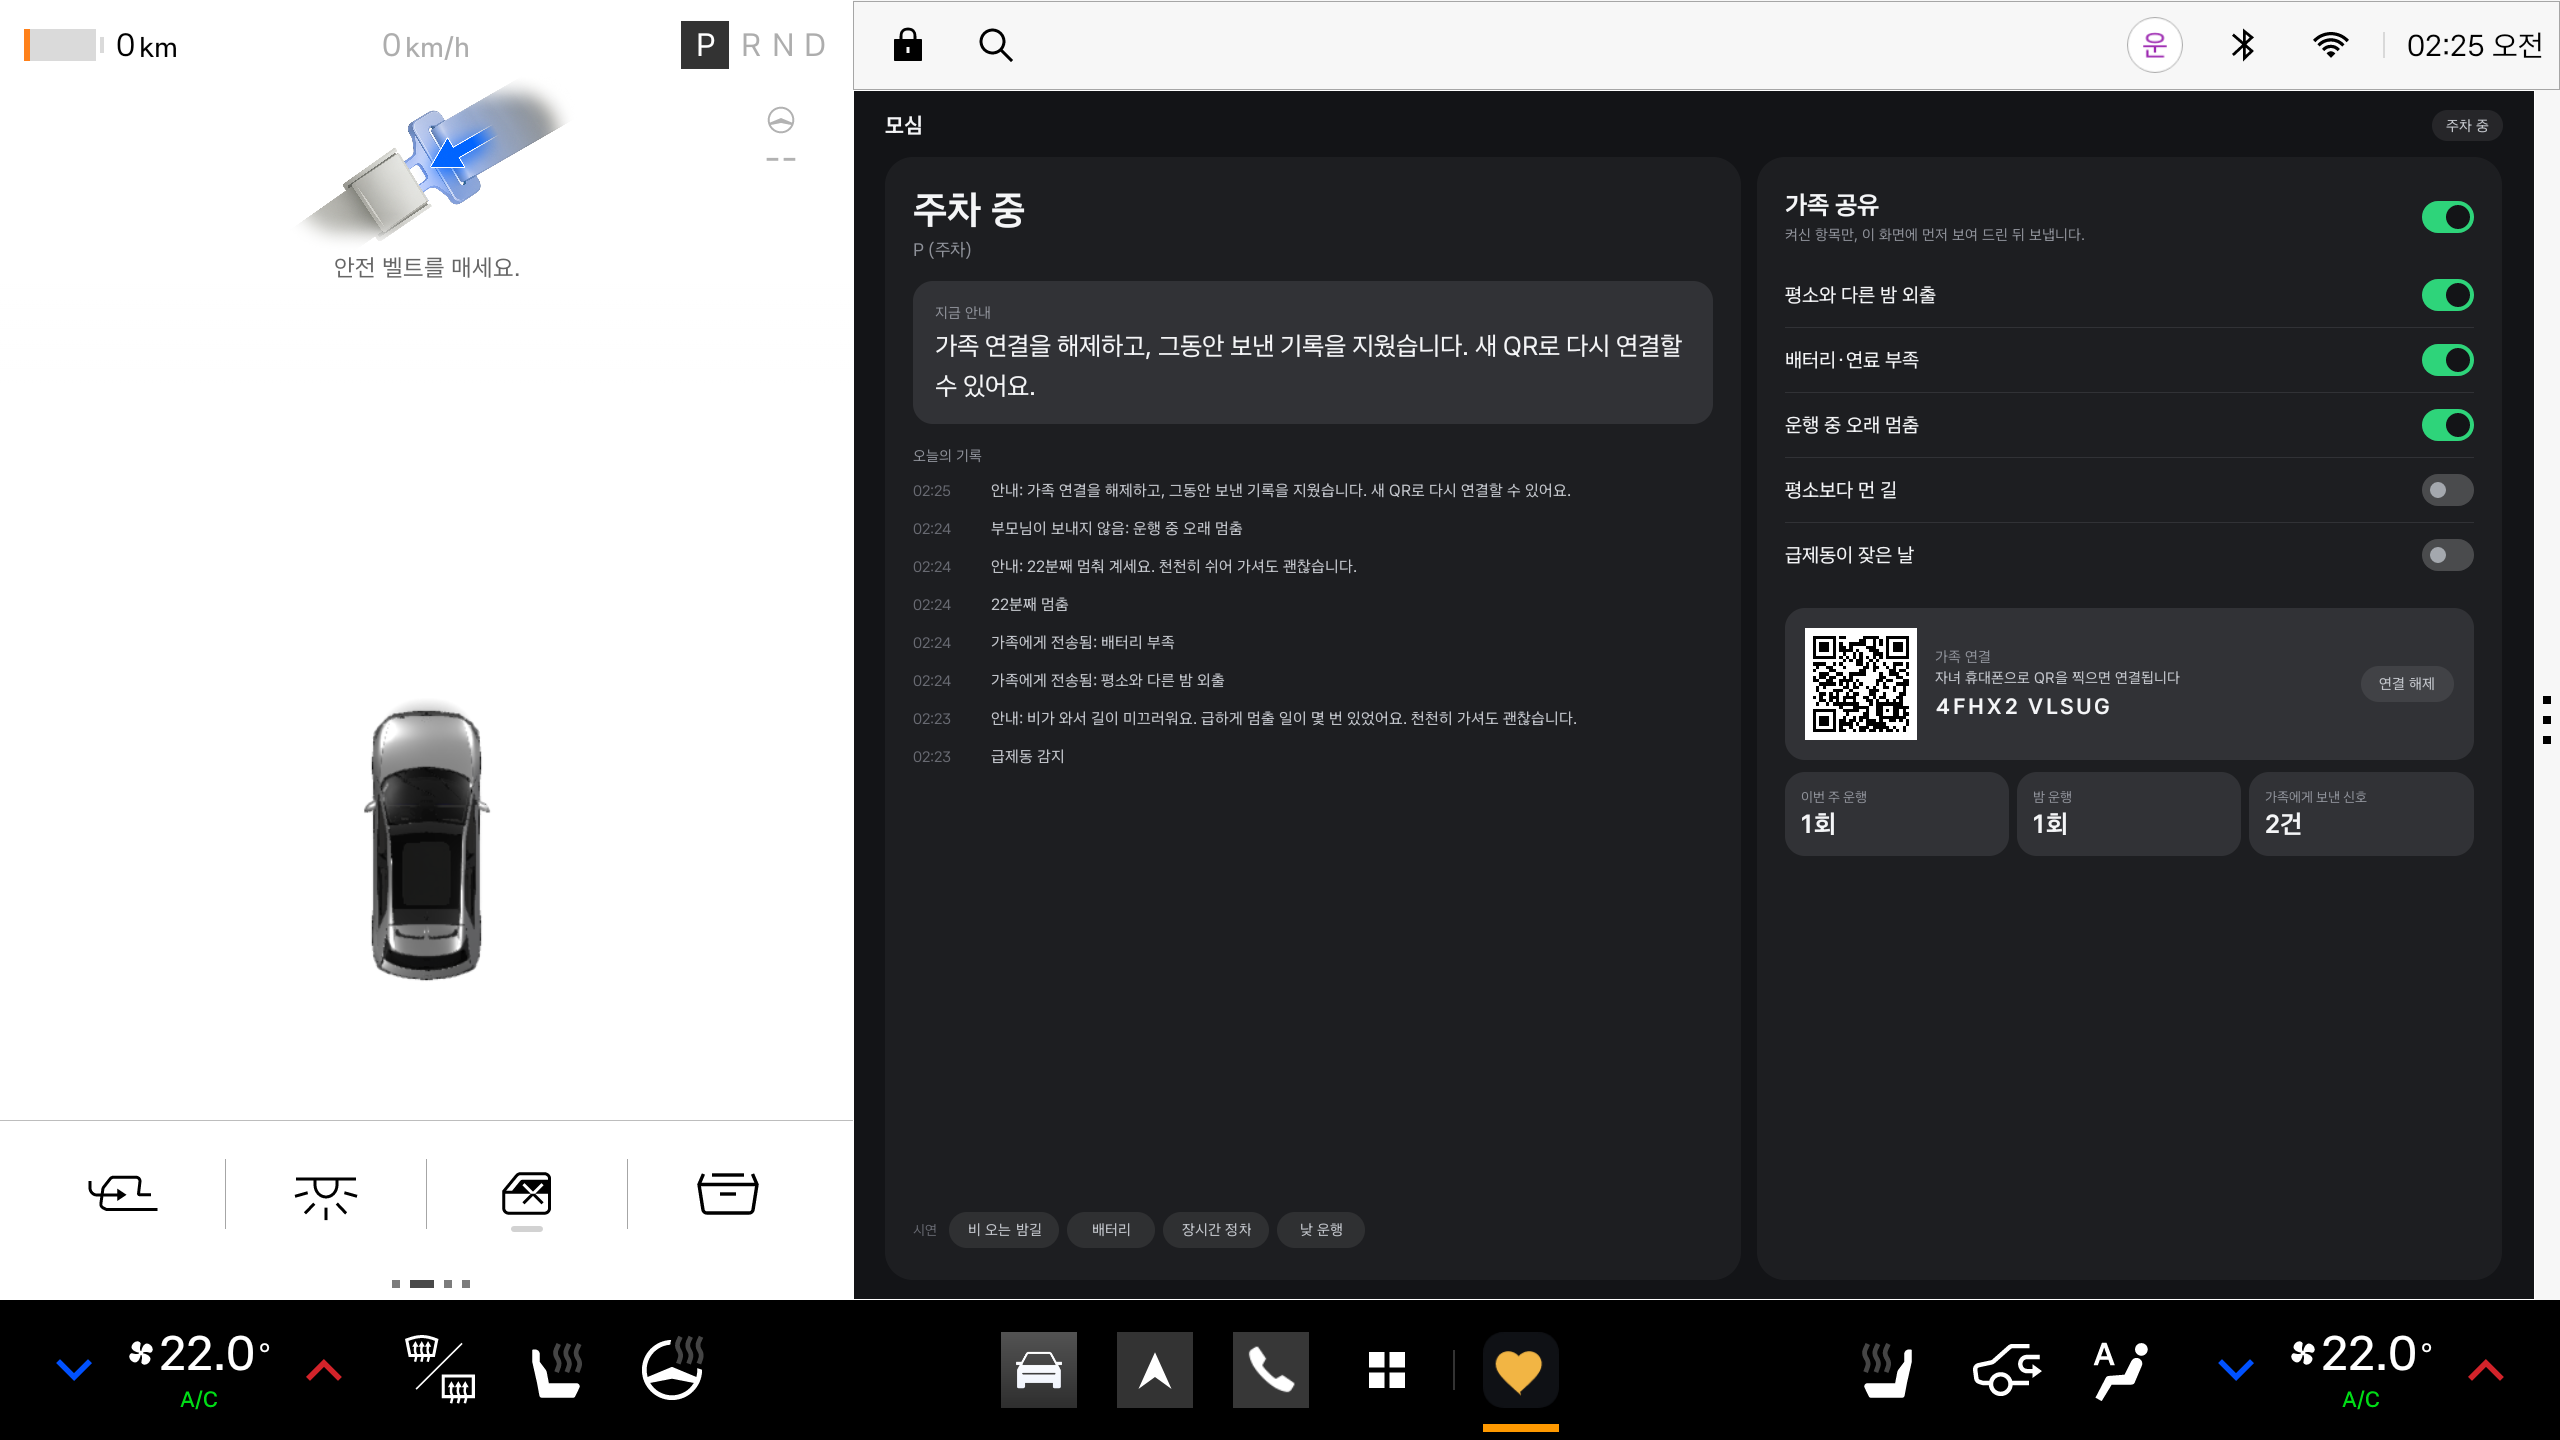 0 km
0 km/h
P R N D
안전 벨트를 매세요.
운
02:25 오전
모심
주차 중
주차 중
P (주차)
지금 안내
가족 연결을 해제하고, 그동안 보낸 기록을 지웠습니다. 새 QR로 다시 연결할
수 있어요.
오늘의 기록
02:25 안내: 가족 연결을 해제하고, 그동안 보낸 기록을 지웠습니다. 새 QR로 다시 연결할 수 있어요.
02:24 부모님이 보내지 않음: 운행 중 오래 멈춤
02:24 안내: 22분째 멈춰 계세요. 천천히 쉬어 가셔도 괜찮습니다.
02:24 22분째 멈춤
02:24 가족에게 전송됨: 배터리 부족
02:24 가족에게 전송됨: 평소와 다른 밤 외출
02:23 안내: 비가 와서 길이 미끄러워요. 급하게 멈출 일이 몇 번 있었어요. 천천히 가셔도 괜찮습니다.
02:23 급제동 감지
시연 비 오는 밤길 배터리 장시간 정차 낮 운행
가족 공유
켜신 항목만, 이 화면에 먼저 보여 드린 뒤 보냅니다.
평소와 다른 밤 외출
배터리·연료 부족
운행 중 오래 멈춤
평소보다 먼 길
급제동이 잦은 날
가족 연결
자녀 휴대폰으로 QR을 찍으면 연결됩니다
4FHX2 VLSUG
연결 해제
이번 주 운행
1회
밤 운행
1회
가족에게 보낸 신호
2건
22.0°
A/C
A
22.0°
A/C